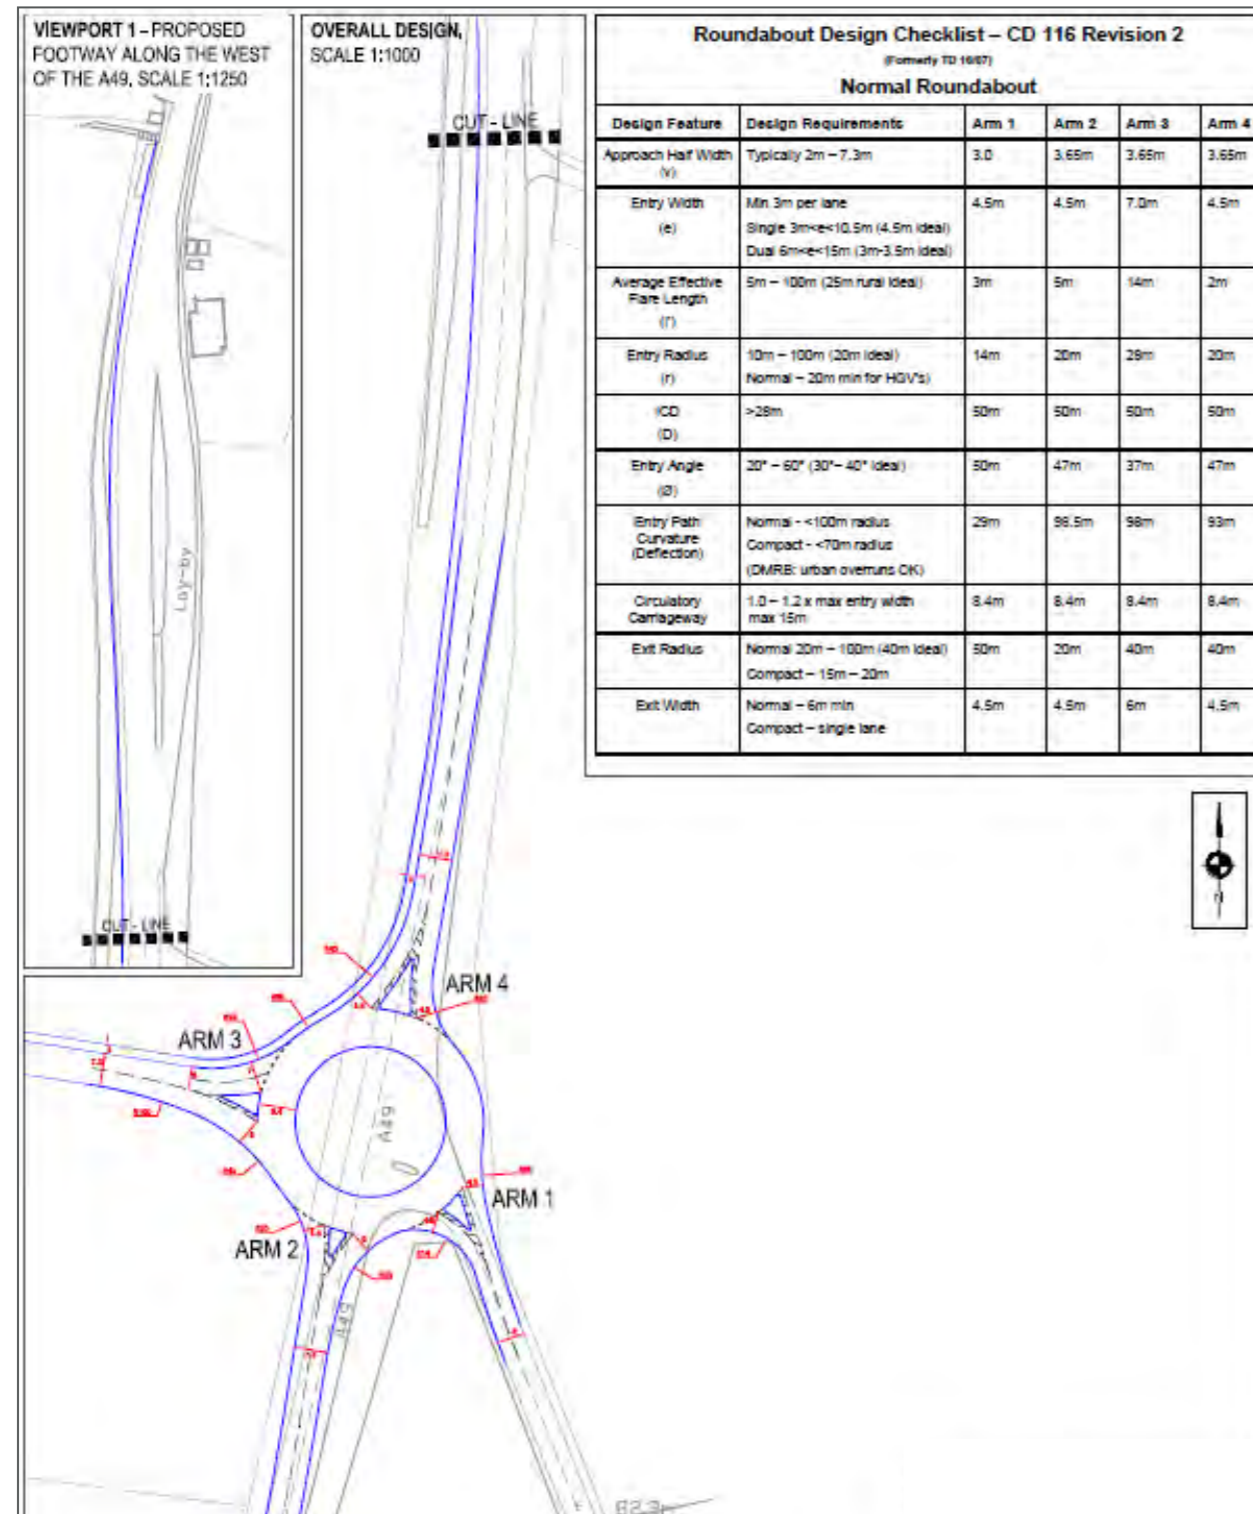 VIEWPORT 1 - PROPOSED
FOOTWAY ALONG THE WEST
OF THE A49, SCALE 1:1250
CUT - LINE
Lay-by
OVERALL DESIGN,
SCALE 1:1000
CUT - LINE
Roundabout Design Checklist – CD 116 Revision 2
(Formerly TD 16/07)
Normal Roundabout
Design Feature Design Requirements Arm 1 Arm 2 Arm 3 Arm 4
Approach Half Width Typically 2m – 7.3m 3.0 3.65m 3.65m 3.65m
(v)
Entry Width Min 3m per lane 4.5m 4.5m 7.0m 4.5m
(e) Single 3m<e<10.5m (4.5m ideal)
Dual 6m<e<15m (3m-3.5m ideal)
Average Effective 5m – 100m (25m rural ideal) 3m 5m 14m 2m
Flare Length
(l')
Entry Radius 10m – 100m (20m ideal) 14m 20m 20m
(r) Normal – 20m min for HGV's)
ICD >28m 50m 50m 50m 50m
(D)
Entry Angle 20° – 60° (30°– 40° ideal) 50m 47m 37m 47m
(Ø)
Entry Path Normal - <100m radius 29m 98m 93m
Curvature Compact - <70m radius
(Deflection) (DMRB: urban overruns OK)
Circulatory 1.0 – 1.2 x max entry width 8.4m 8.4m 8.4m 8.4m
Carriageway max 15m
Exit Radius Normal 20m – 100m (40m ideal) 50m 20m 40m 40m
Compact – 15m – 20m
Exit Width Normal – 6m min 4.5m 4.5m 6m 4.5m
Compact – single lane
N
ARM 4
ARM 3
A49
ARM 1
ARM 2
A49